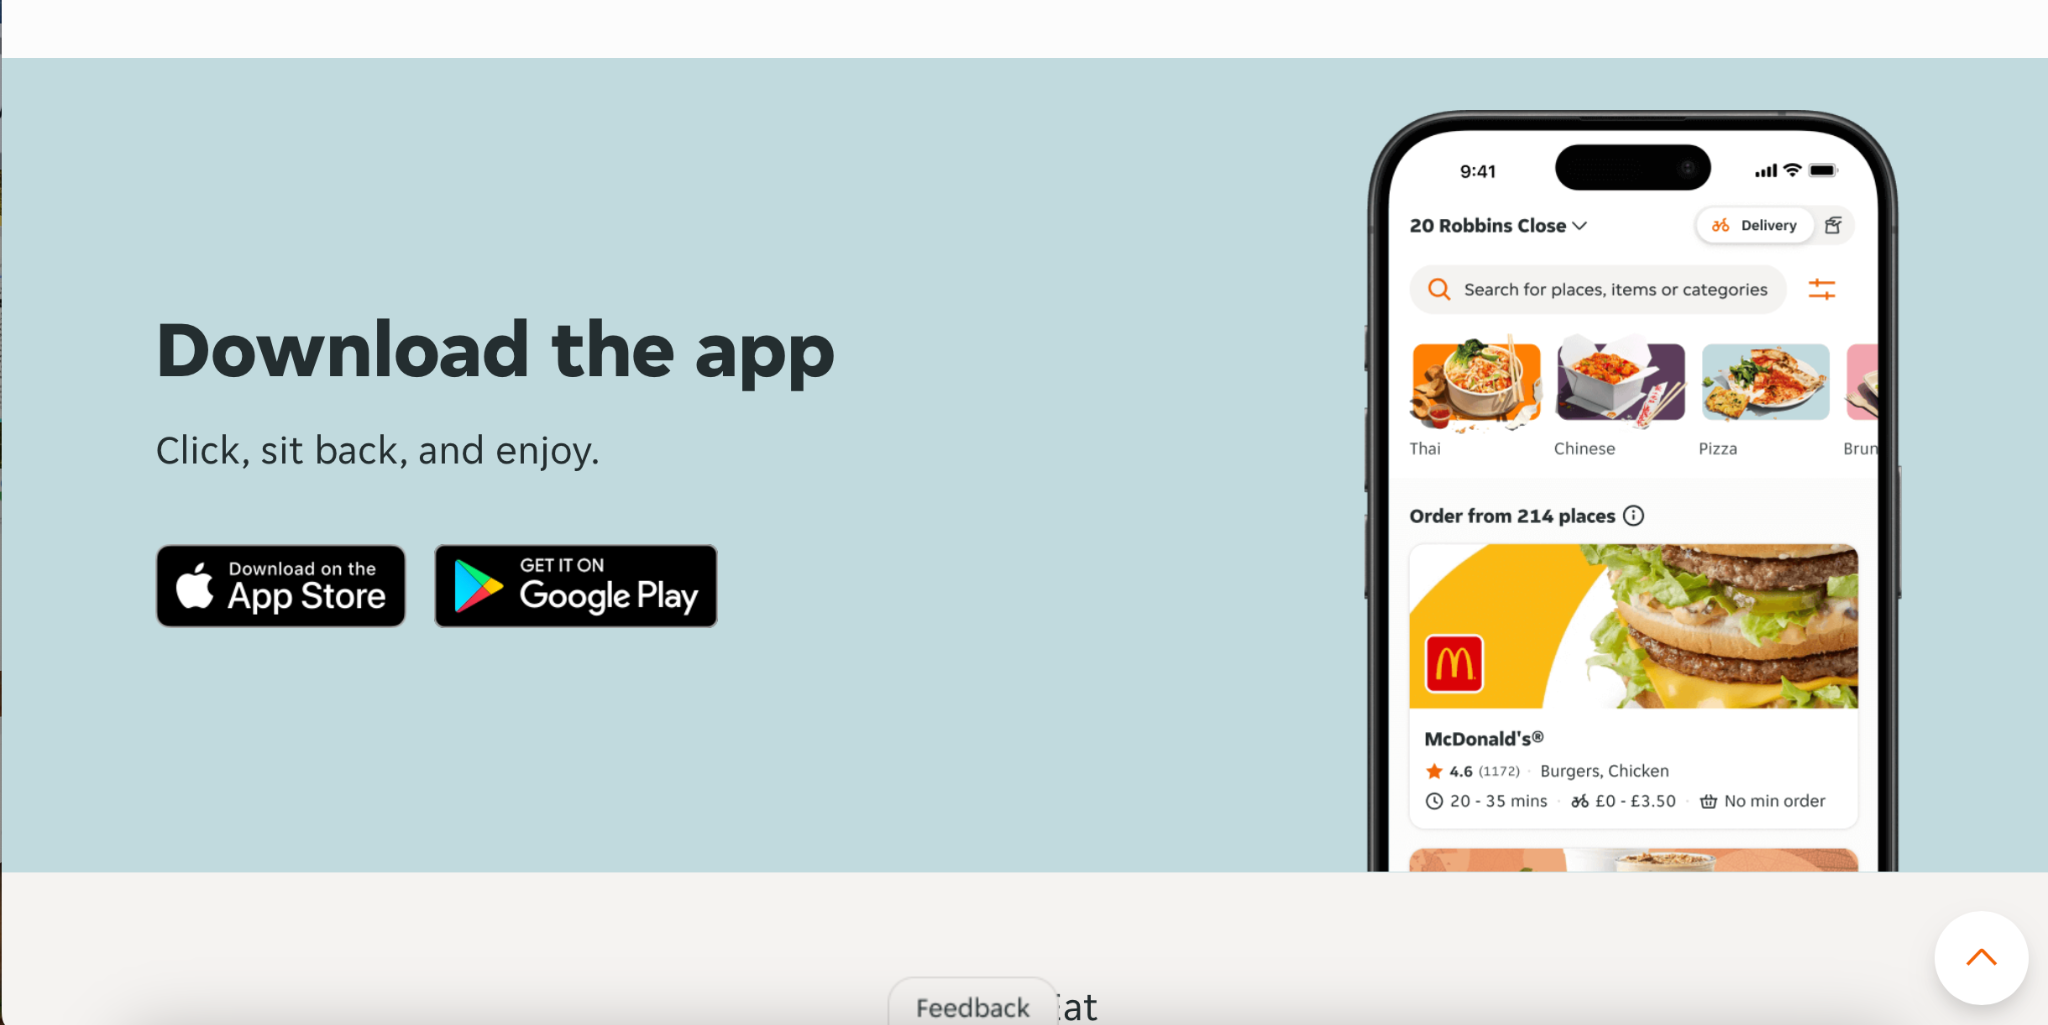 Download the app
Click, sit back, and enjoy.
Download on the
App Store
GET IT ON
Google Play
9:41
20 Robbins Close
Delivery
Search for places, items or categories
Thai
Chinese
Pizza
Brun
Order from 214 places
McDonald's®
4.6 (1172) · Burgers, Chicken
20 - 35 mins · £0 - £3.50 · No min order
Feedback